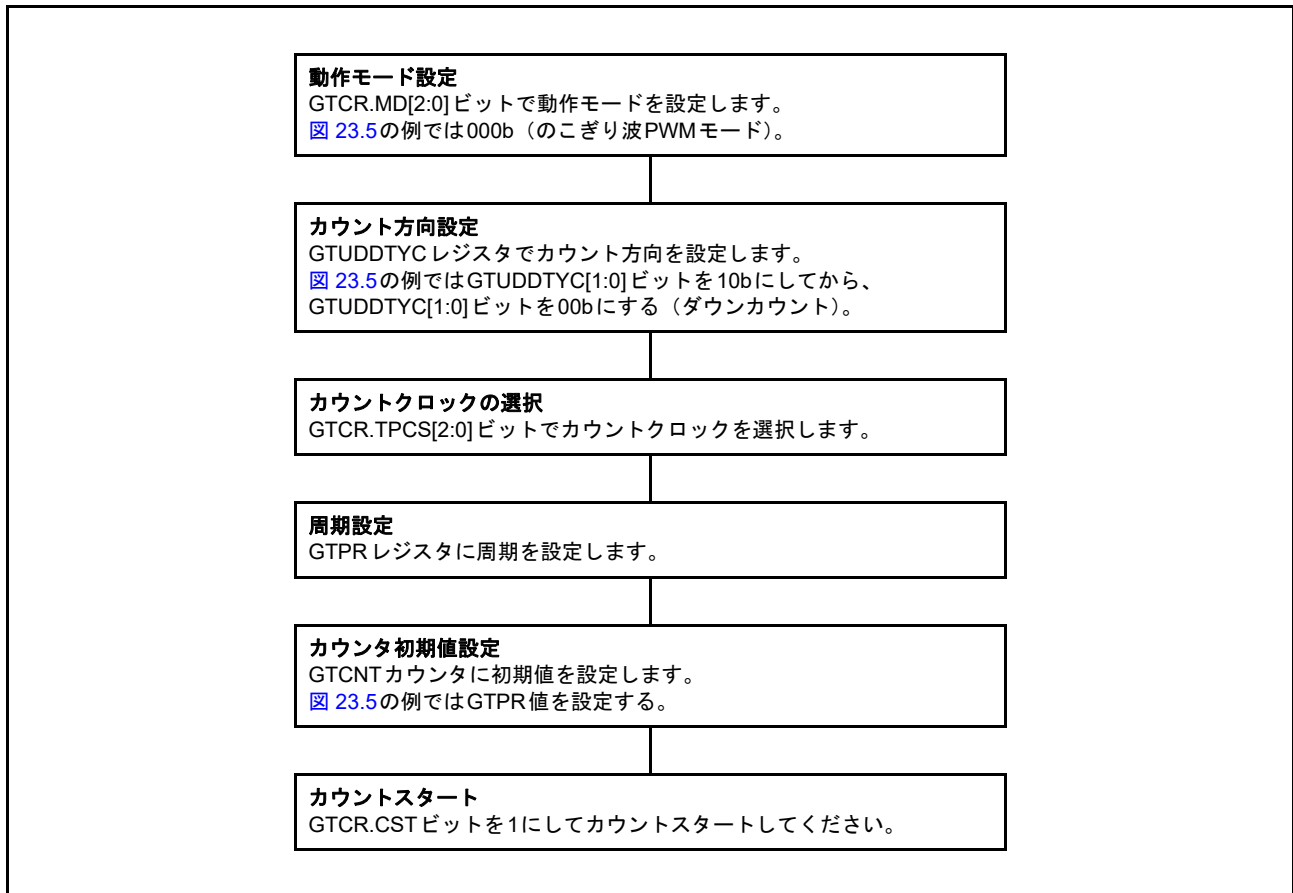 動作モード設定
GTCR.MD[2:0]ビットで動作モードを設定します。
図 23.5の例では000b（のこぎり波PWMモード）。
カウント方向設定
GTUDDTYCレジスタでカウント方向を設定します。
図 23.5の例ではGTUDDTYC[1:0]ビットを10bにしてから、
GTUDDTYC[1:0]ビットを00bにする（ダウンカウント）。
カウントクロックの選択
GTCR.TPCS[2:0]ビットでカウントクロックを選択します。
周期設定
GTPRレジスタに周期を設定します。
カウンタ初期値設定
GTCNTカウンタに初期値を設定します。
図 23.5の例ではGTPR値を設定する。
カウントスタート
GTCR.CSTビットを1にしてカウントスタートしてください。